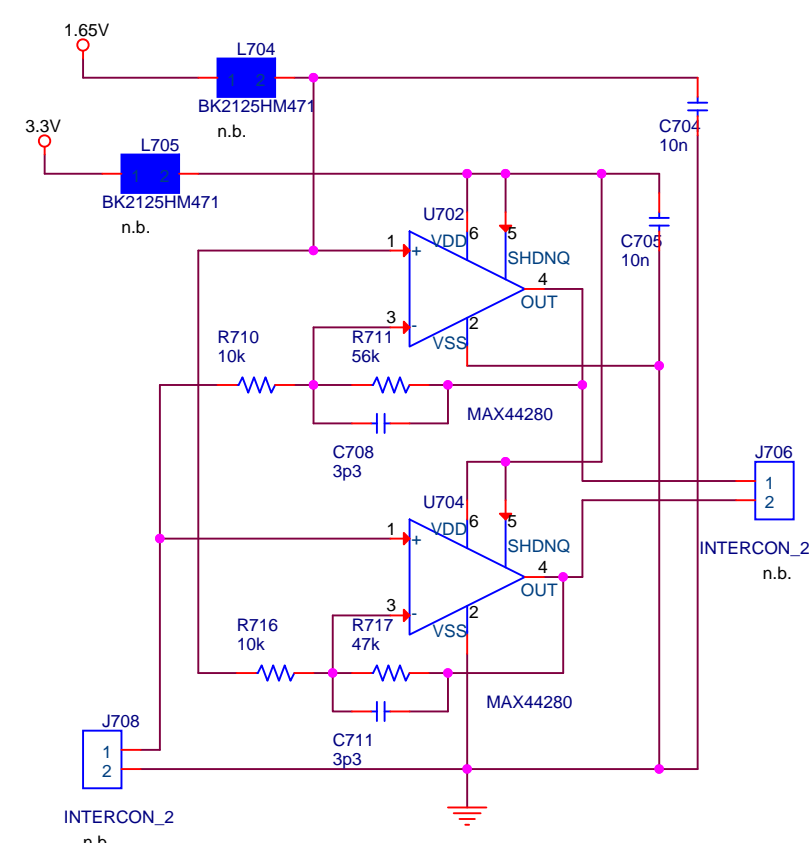 1.65V
L704
1 2
BK2125HM471
n.b.
C704
10n
3.3V
L705
1 2
BK2125HM471
n.b.
U702
1
+
VDD
6
5
SHDNQ
4
OUT
C705
10n
3
-
2
VSS
R710
10k
R711
56k
MAX44280
C708
3p3
J706
1
2
INTERCON_2
n.b.
U704
1
+
VDD
6
5
SHDNQ
4
OUT
3
-
2
VSS
R716
10k
R717
47k
MAX44280
C711
3p3
J708
1
2
INTERCON_2
n.b.